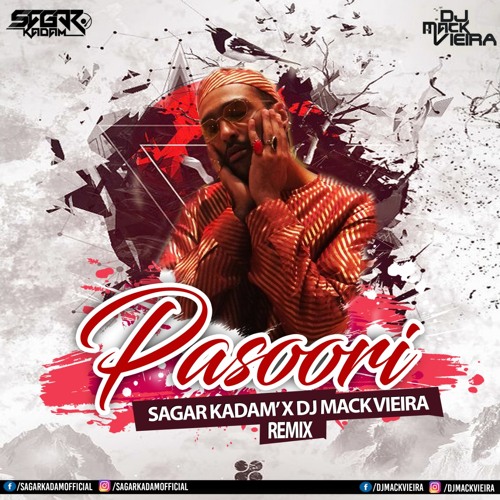 SAGAR
KADAM
DJ
MACK
VIEIRA
Pasoori
SAGAR KADAM' X DJ MACK VIEIRA
REMIX
/SAGARKADAMOFFICIAL /SAGARKADAMOFFICIAL /DJMACKVIEIRA /DJMACKVIEIRA